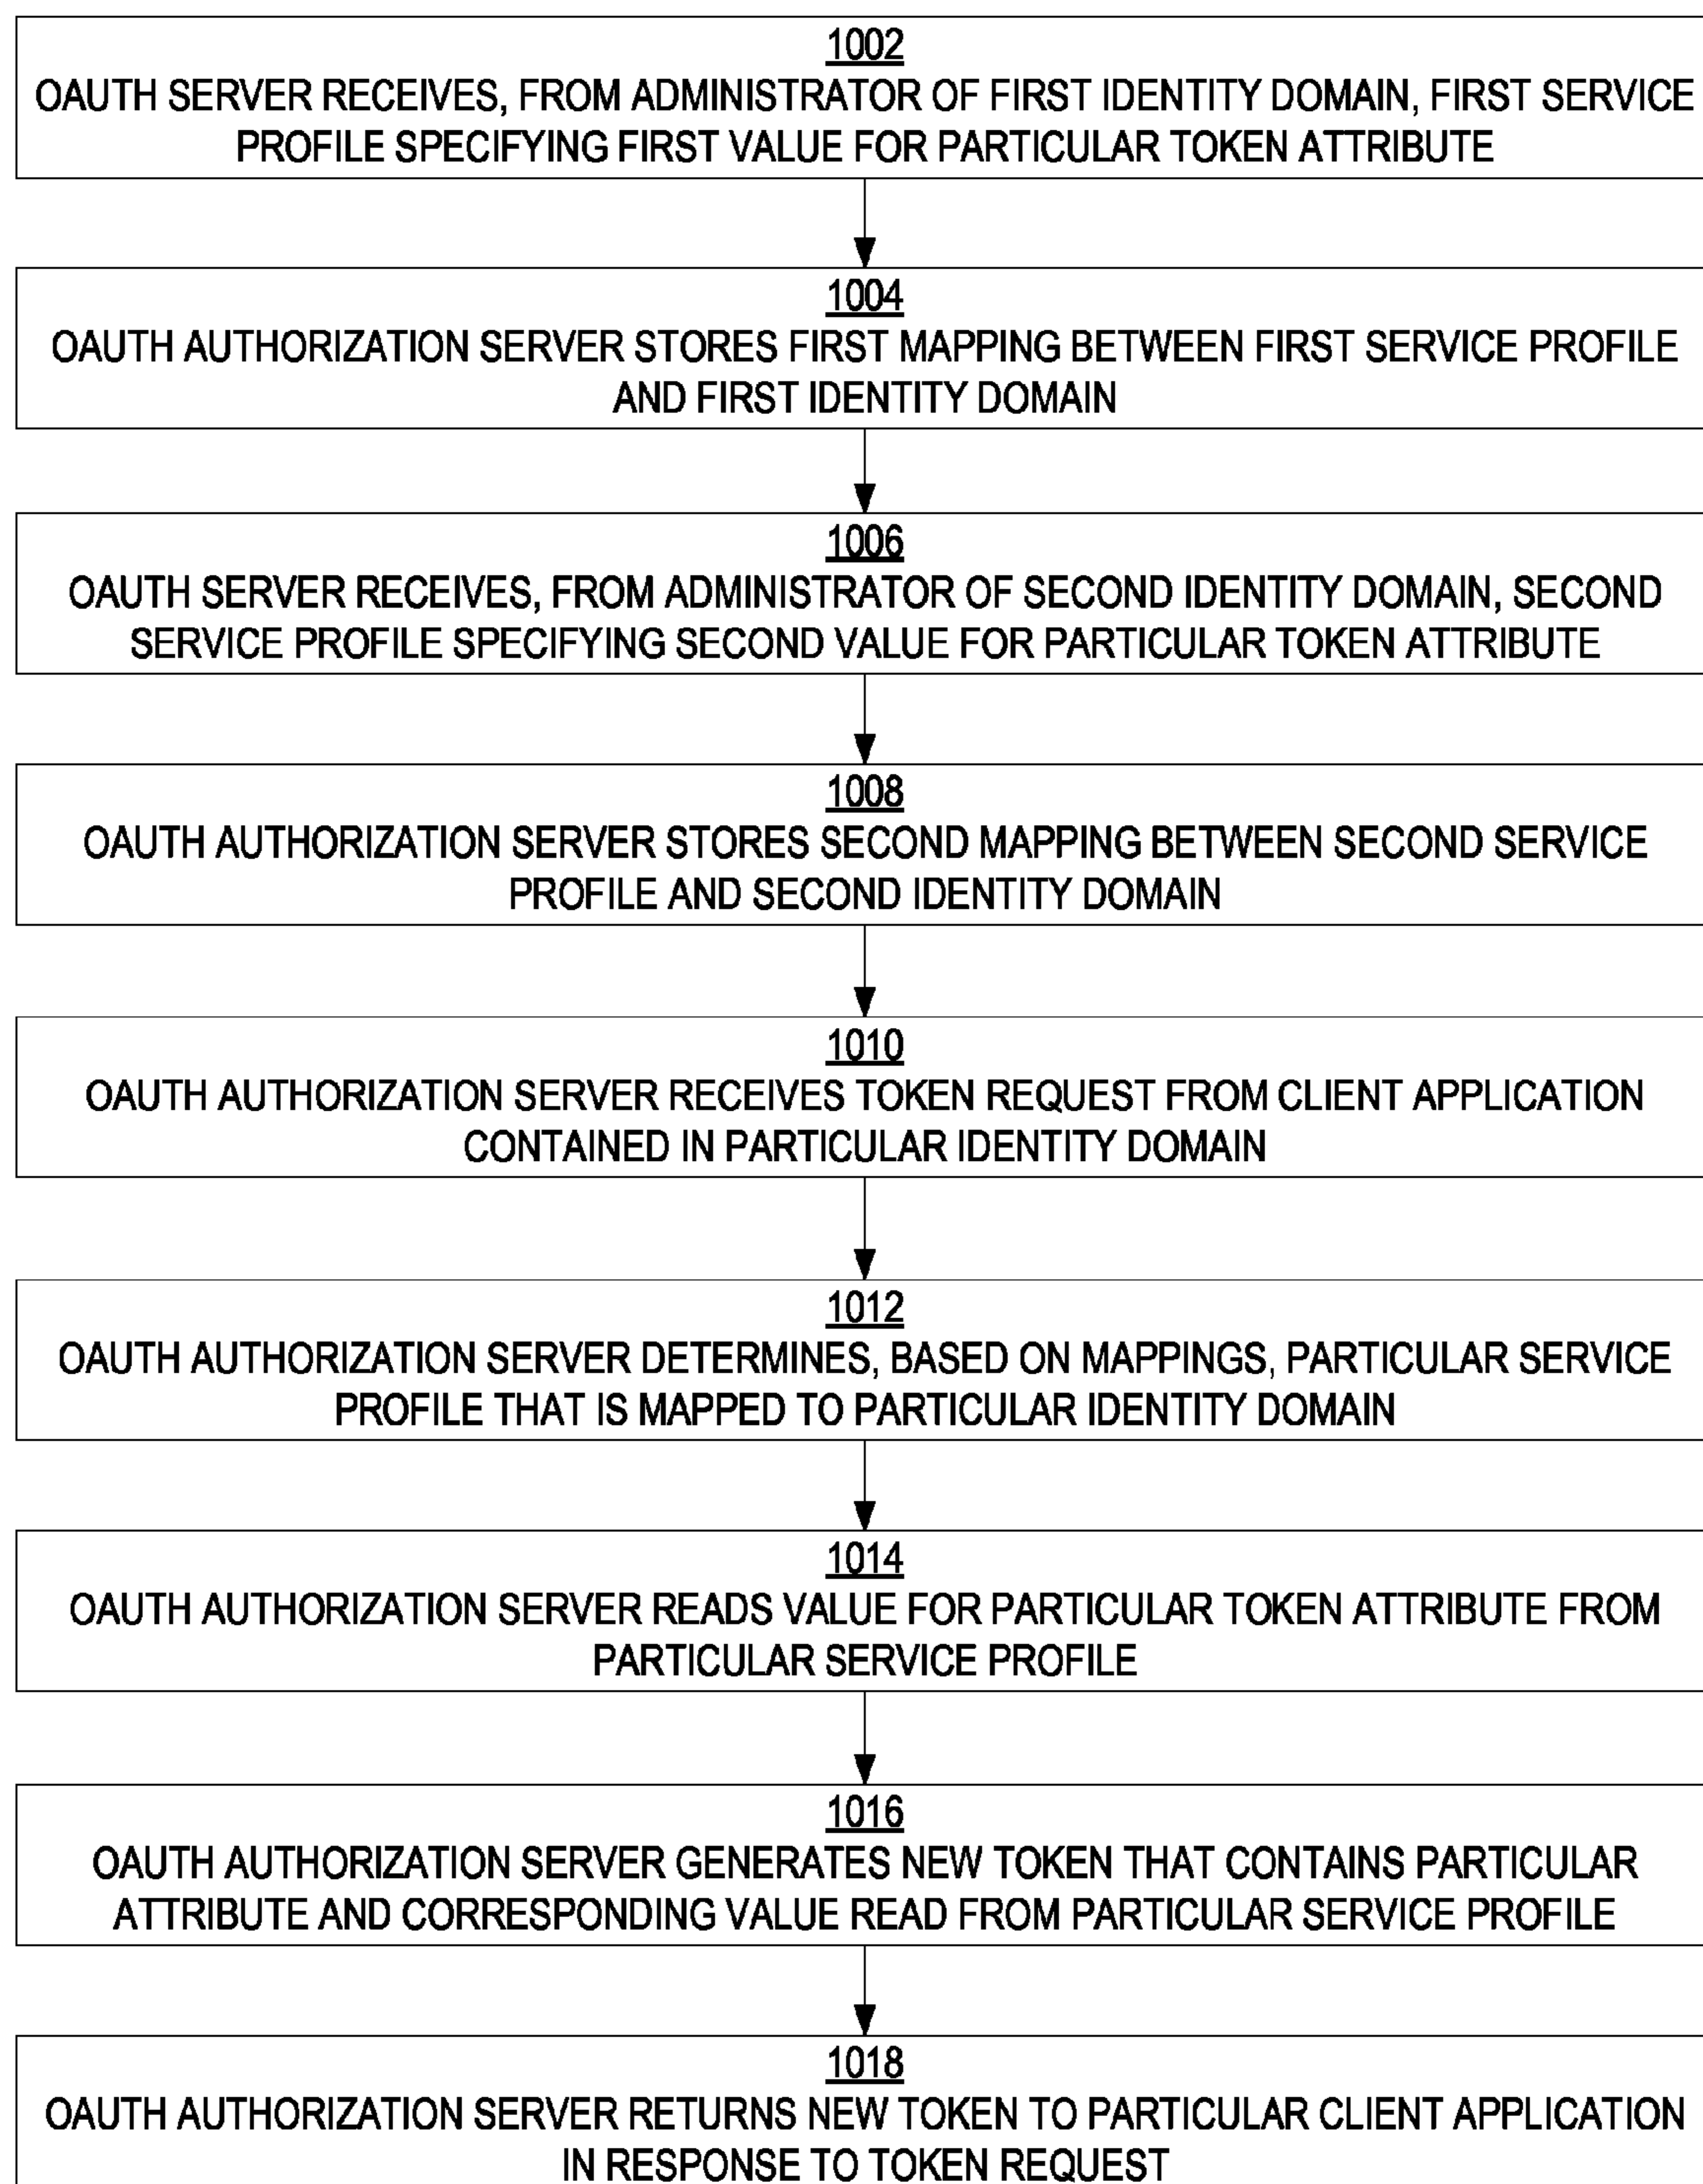 1002
OAUTH SERVER RECEIVES, FROM ADMINISTRATOR OF FIRST IDENTITY DOMAIN, FIRST SERVICE
PROFILE SPECIFYING FIRST VALUE FOR PARTICULAR TOKEN ATTRIBUTE
1004
OAUTH AUTHORIZATION SERVER STORES FIRST MAPPING BETWEEN FIRST SERVICE PROFILE
AND FIRST IDENTITY DOMAIN
1006
OAUTH SERVER RECEIVES, FROM ADMINISTRATOR OF SECOND IDENTITY DOMAIN, SECOND
SERVICE PROFILE SPECIFYING SECOND VALUE FOR PARTICULAR TOKEN ATTRIBUTE
1008
OAUTH AUTHORIZATION SERVER STORES SECOND MAPPING BETWEEN SECOND SERVICE
PROFILE AND SECOND IDENTITY DOMAIN
1010
OAUTH AUTHORIZATION SERVER RECEIVES TOKEN REQUEST FROM CLIENT APPLICATION
CONTAINED IN PARTICULAR IDENTITY DOMAIN
1012
OAUTH AUTHORIZATION SERVER DETERMINES, BASED ON MAPPINGS, PARTICULAR SERVICE
PROFILE THAT IS MAPPED TO PARTICULAR IDENTITY DOMAIN
1014
OAUTH AUTHORIZATION SERVER READS VALUE FOR PARTICULAR TOKEN ATTRIBUTE FROM
PARTICULAR SERVICE PROFILE
1016
OAUTH AUTHORIZATION SERVER GENERATES NEW TOKEN THAT CONTAINS PARTICULAR
ATTRIBUTE AND CORRESPONDING VALUE READ FROM PARTICULAR SERVICE PROFILE
1018
OAUTH AUTHORIZATION SERVER RETURNS NEW TOKEN TO PARTICULAR CLIENT APPLICATION
IN RESPONSE TO TOKEN REQUEST